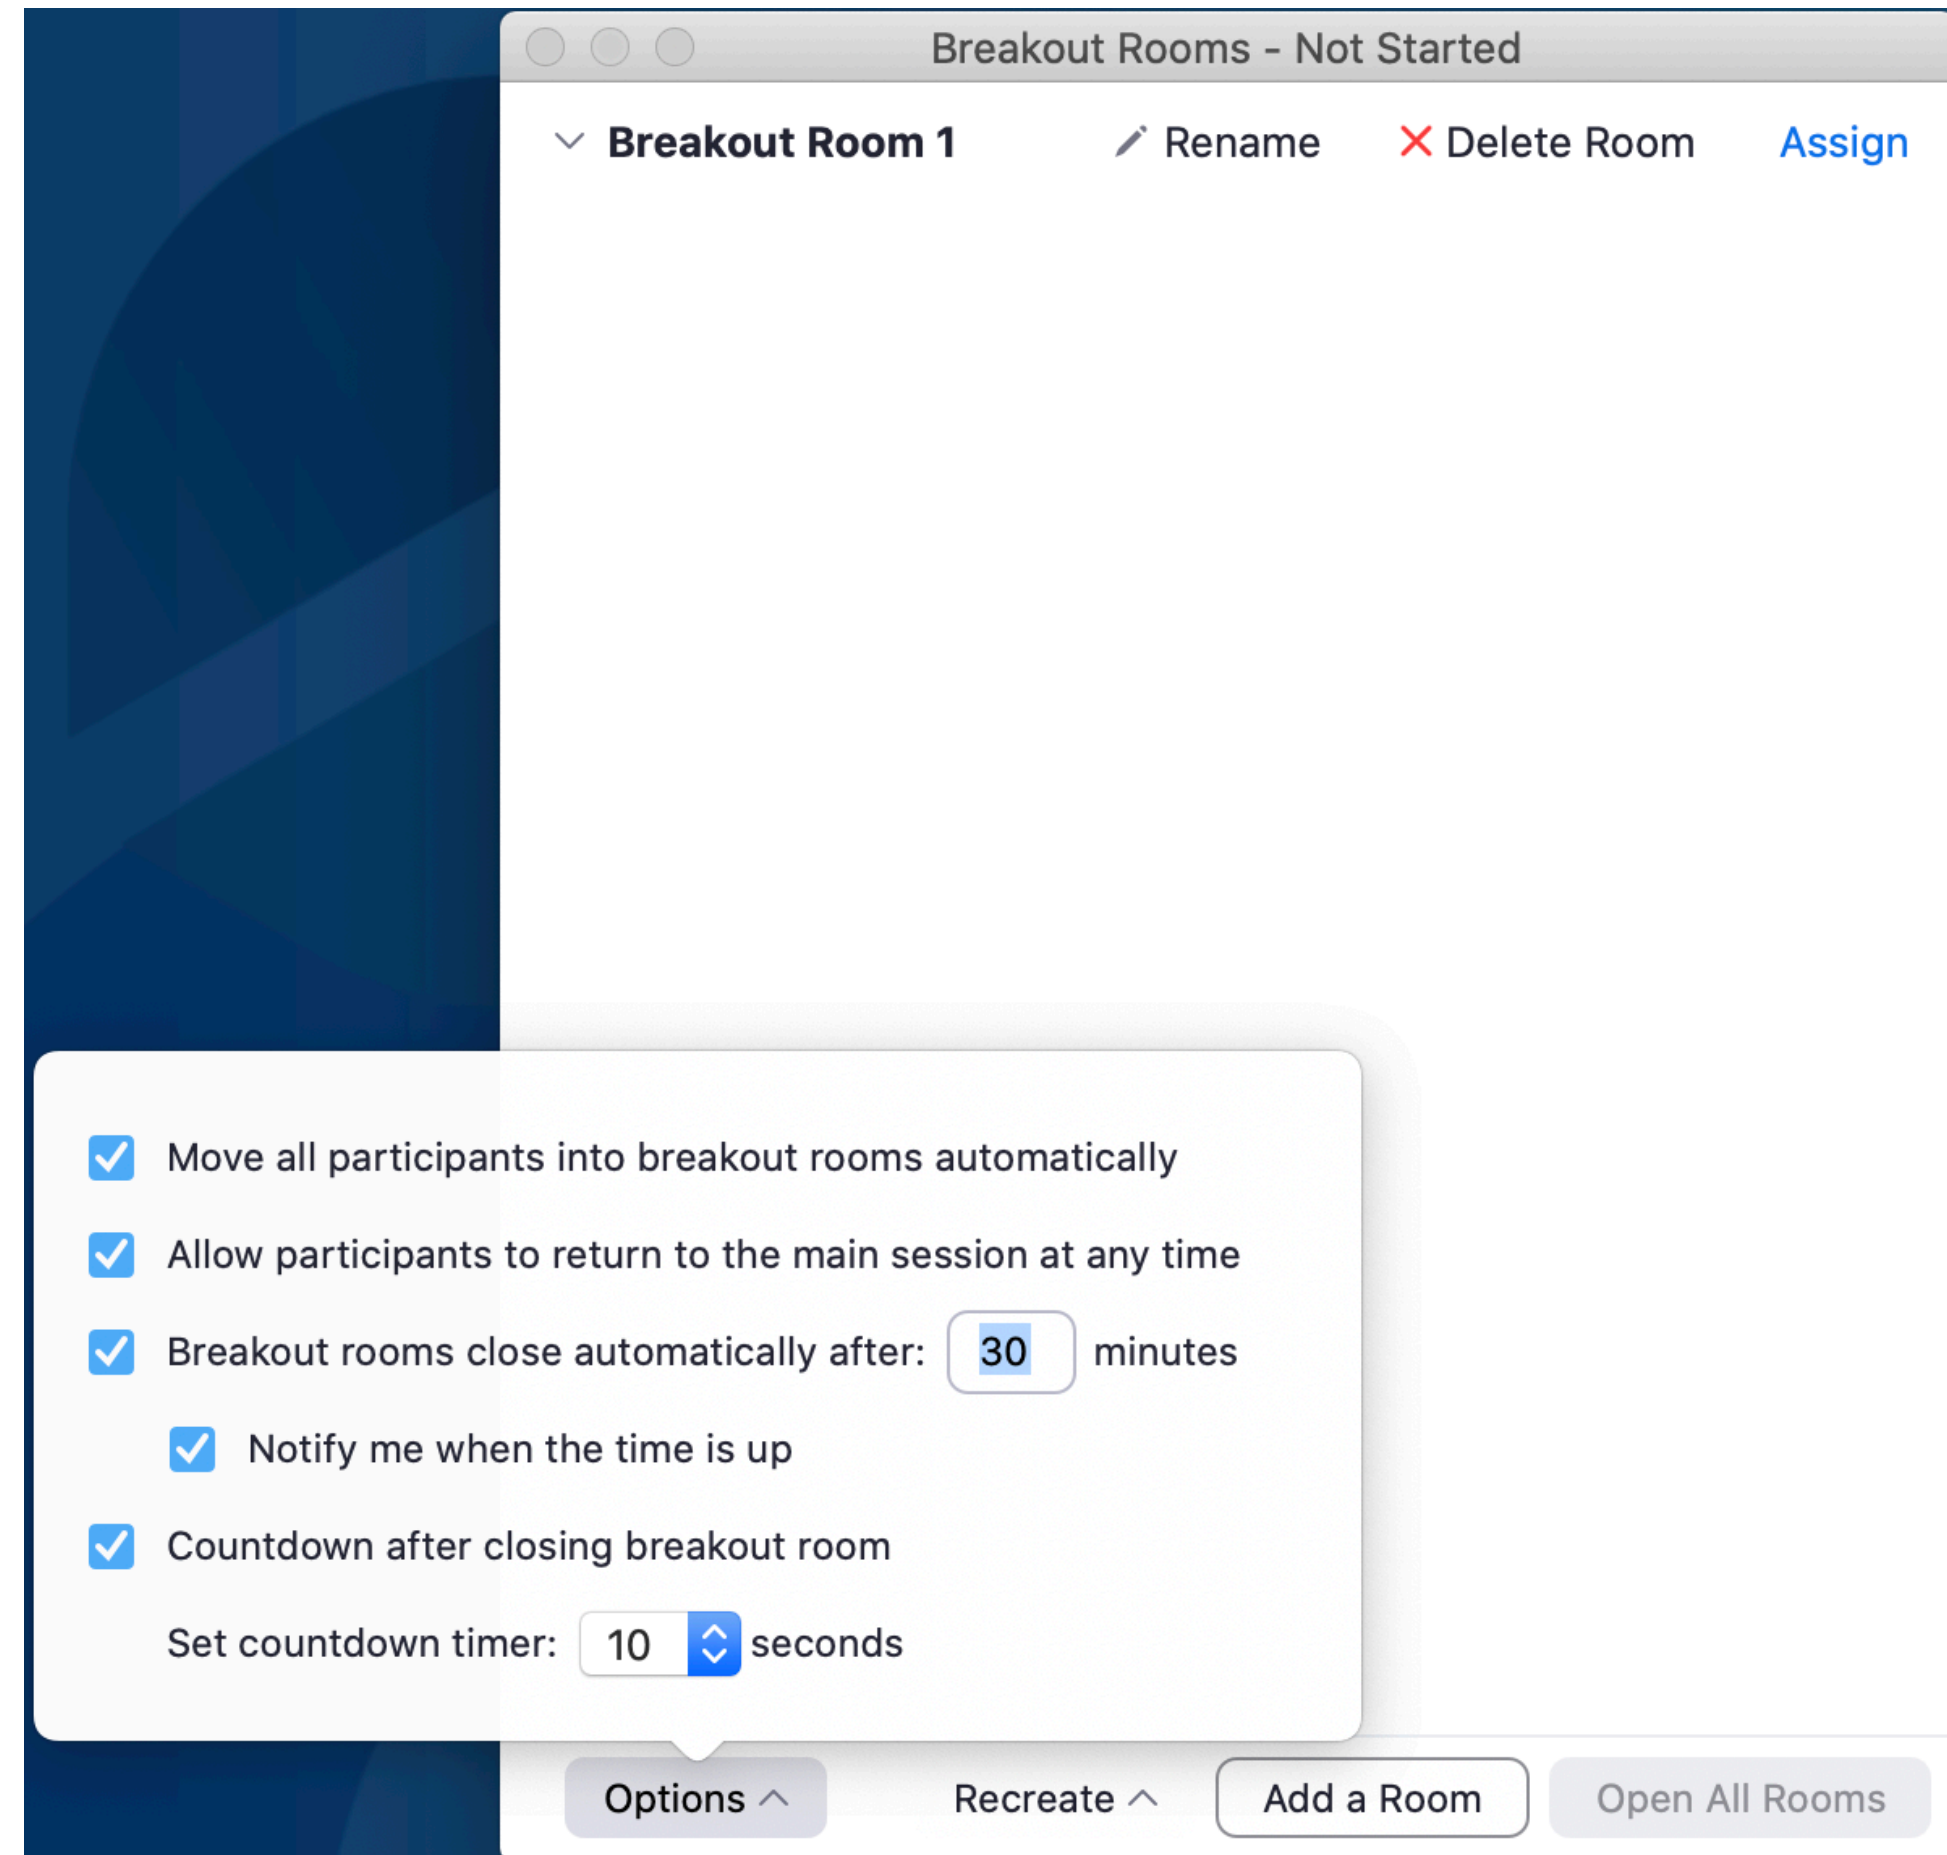 Breakout Rooms - Not Started
Breakout Room 1 Rename Delete Room Assign
Move all participants into breakout rooms automatically
Allow participants to return to the main session at any time
Breakout rooms close automatically after: 30 minutes
Notify me when the time is up
Countdown after closing breakout room
Set countdown timer: 10 seconds
Options Recreate Add a Room Open All Rooms